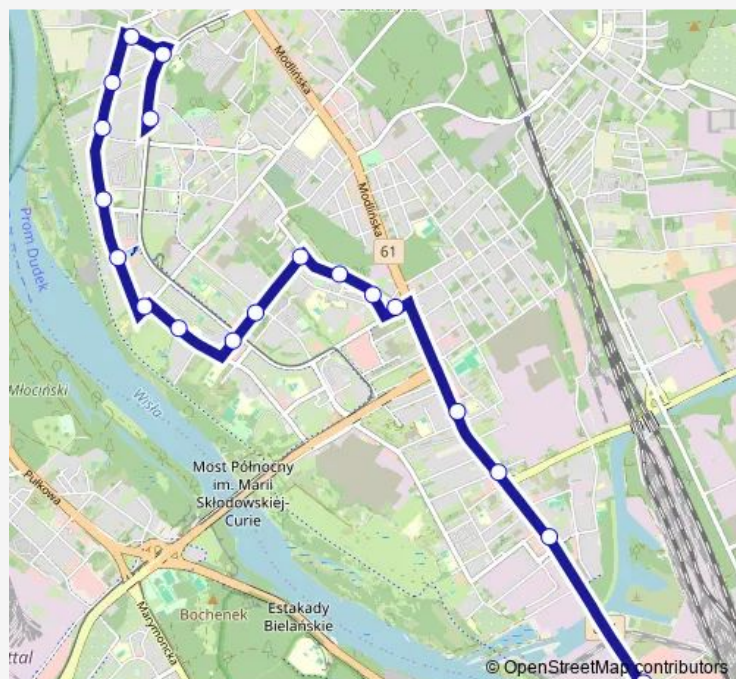 Modlińska
Modlińska
61
Prom Dudek
Wisła
Młociński
Pułkowa
Most Północny
im. Marii
Skłodowskiej-
Curie
Marymoncka
Bochenek
Estakady
Bielańskie
© OpenStreetMap contributors